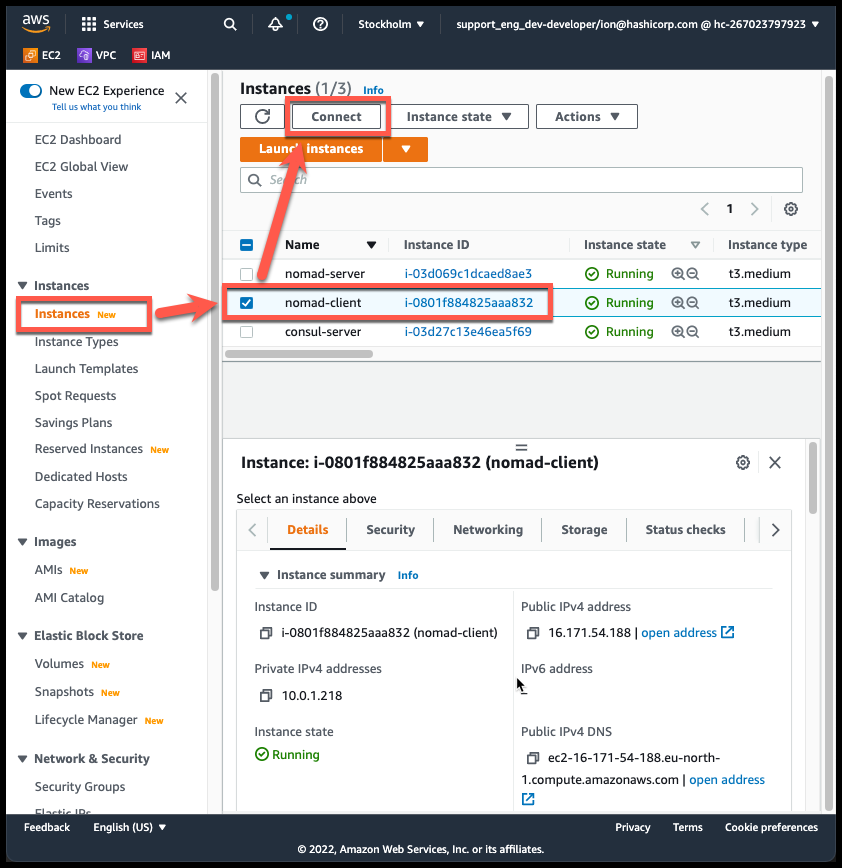 aws Services Stockholm ▼ support_eng_dev-developer/ion@hashicorp.com @ hc-267023797923 ▼
EC2 VPC IAM
New EC2 Experience
Tell us what you think
EC2 Dashboard
EC2 Global View
Events
Tags
Limits
▼ Instances
Instances New
Instance Types
Launch Templates
Spot Requests
Savings Plans
Reserved Instances New
Dedicated Hosts
Capacity Reservations
▼ Images
AMIs New
AMI Catalog
▼ Elastic Block Store
Volumes New
Snapshots New
Lifecycle Manager New
▼ Network & Security
Security Groups
Elastic IPs
Instances (1/3) Info
Connect Instance state ▼ Actions ▼
Launch instances ▼
Search
1
Name ▼ Instance ID Instance state Instance type
nomad-server i-03d069c1dcaed8ae3 Running t3.medium
nomad-client i-0801f884825aaa832 Running t3.medium
consul-server i-03d27c13e46ea5f69 Running t3.medium
Instance: i-0801f884825aaa832 (nomad-client)
Select an instance above
Details Security Networking Storage Status checks
▼ Instance summary Info
Instance ID
i-0801f884825aaa832 (nomad-client)
Public IPv4 address
16.171.54.188 | open address
Private IPv4 addresses
10.0.1.218
IPv6 address
-
Instance state
Running
Public IPv4 DNS
ec2-16-171-54-188.eu-north-
1.compute.amazonaws.com | open address
Feedback English (US) ▼ Privacy Terms Cookie preferences
© 2022, Amazon Web Services, Inc. or its affiliates.